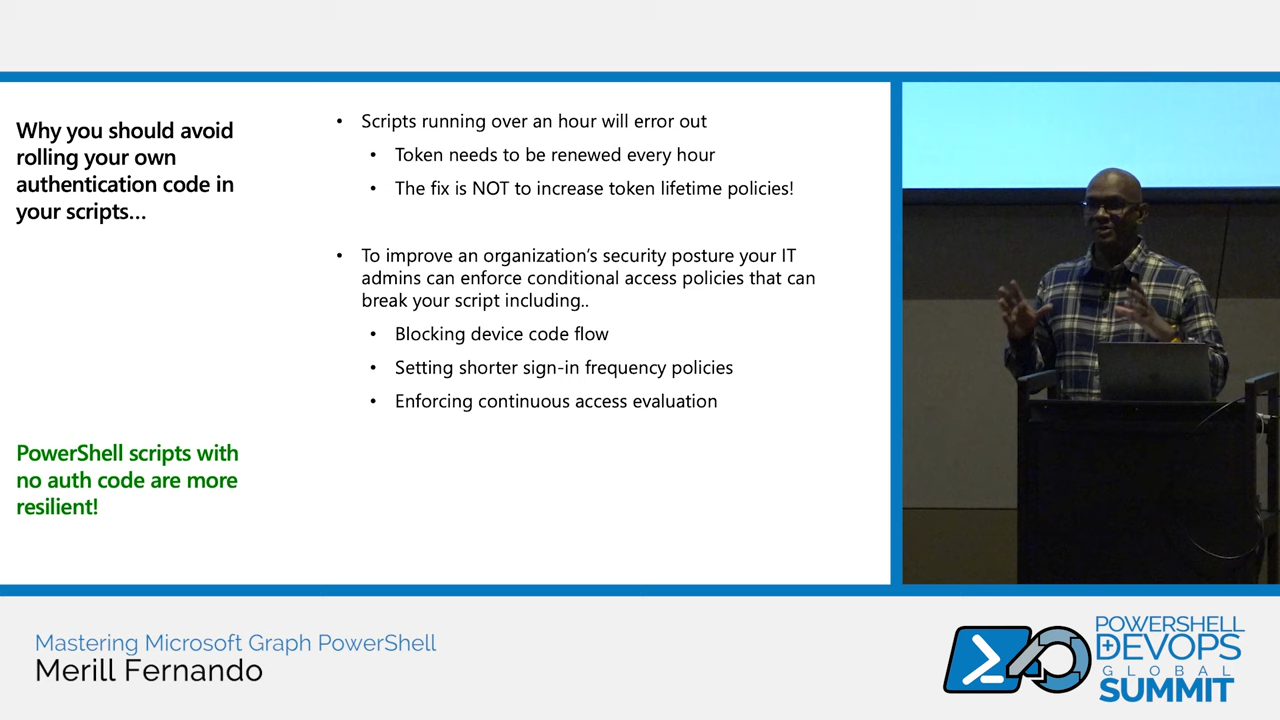 Why you should avoid
rolling your own
authentication code in
your scripts...
• Scripts running over an hour will error out
• Token needs to be renewed every hour
• The fix is NOT to increase token lifetime policies!
• To improve an organization's security posture your IT
admins can enforce conditional access policies that can
break your script including..
• Blocking device code flow
• Setting shorter sign-in frequency policies
• Enforcing continuous access evaluation
PowerShell scripts with
no auth code are more
resilient!
Mastering Microsoft Graph PowerShell
Merill Fernando
POWERSHELL
+DEVOPS
GLOBAL
SUMMIT